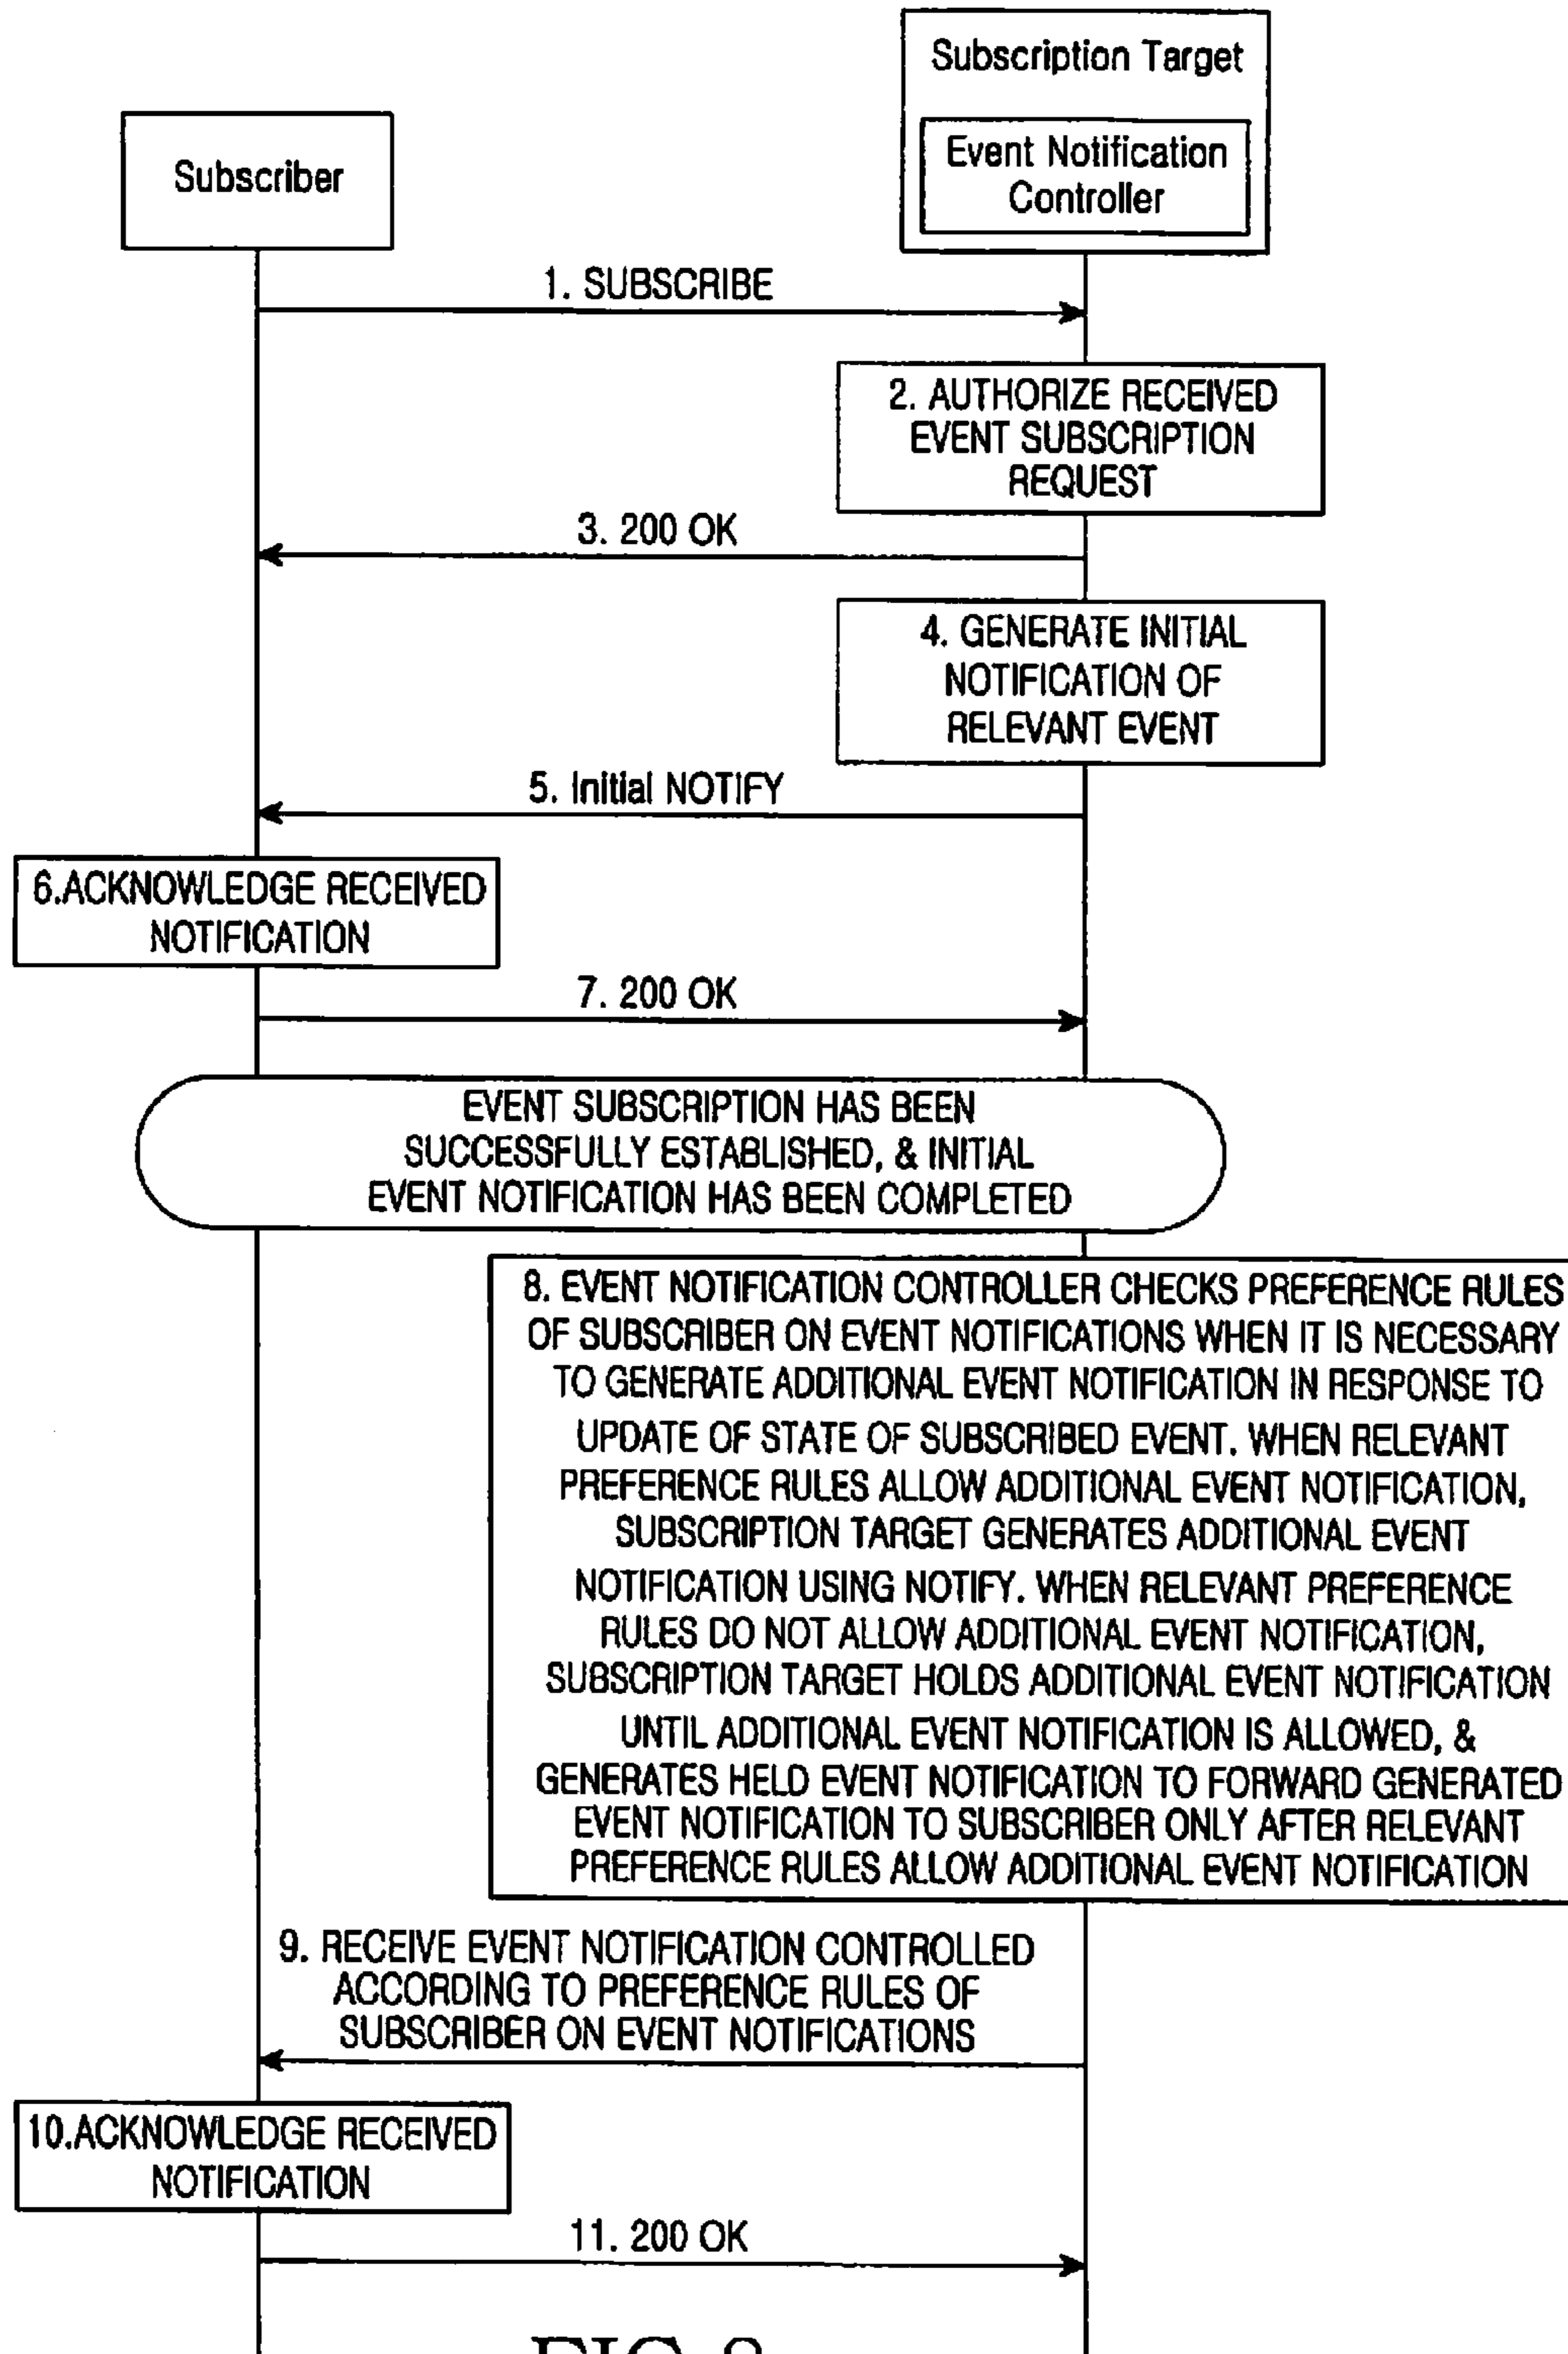 Subscription Target
Event Notification
Controller
Subscriber
1. SUBSCRIBE
2. AUTHORIZE RECEIVED
EVENT SUBSCRIPTION
REQUEST
3. 200 OK
4. GENERATE INITIAL
NOTIFICATION OF
RELEVANT EVENT
5. Initial NOTIFY
6.ACKNOWLEDGE RECEIVED
NOTIFICATION
7. 200 OK
EVENT SUBSCRIPTION HAS BEEN
SUCCESSFULLY ESTABLISHED, & INITIAL
EVENT NOTIFICATION HAS BEEN COMPLETED
8. EVENT NOTIFICATION CONTROLLER CHECKS PREFERENCE RULES
OF SUBSCRIBER ON EVENT NOTIFICATIONS WHEN IT IS NECESSARY
TO GENERATE ADDITIONAL EVENT NOTIFICATION IN RESPONSE TO
UPDATE OF STATE OF SUBSCRIBED EVENT. WHEN RELEVANT
PREFERENCE RULES ALLOW ADDITIONAL EVENT NOTIFICATION,
SUBSCRIPTION TARGET GENERATES ADDITIONAL EVENT
NOTIFICATION USING NOTIFY. WHEN RELEVANT PREFERENCE
RULES DO NOT ALLOW ADDITIONAL EVENT NOTIFICATION,
SUBSCRIPTION TARGET HOLDS ADDITIONAL EVENT NOTIFICATION
UNTIL ADDITIONAL EVENT NOTIFICATION IS ALLOWED, &
GENERATES HELD EVENT NOTIFICATION TO FORWARD GENERATED
EVENT NOTIFICATION TO SUBSCRIBER ONLY AFTER RELEVANT
PREFERENCE RULES ALLOW ADDITIONAL EVENT NOTIFICATION
9. RECEIVE EVENT NOTIFICATION CONTROLLED
ACCORDING TO PREFERENCE RULES OF
SUBSCRIBER ON EVENT NOTIFICATIONS
10.ACKNOWLEDGE RECEIVED
NOTIFICATION
11. 200 OK